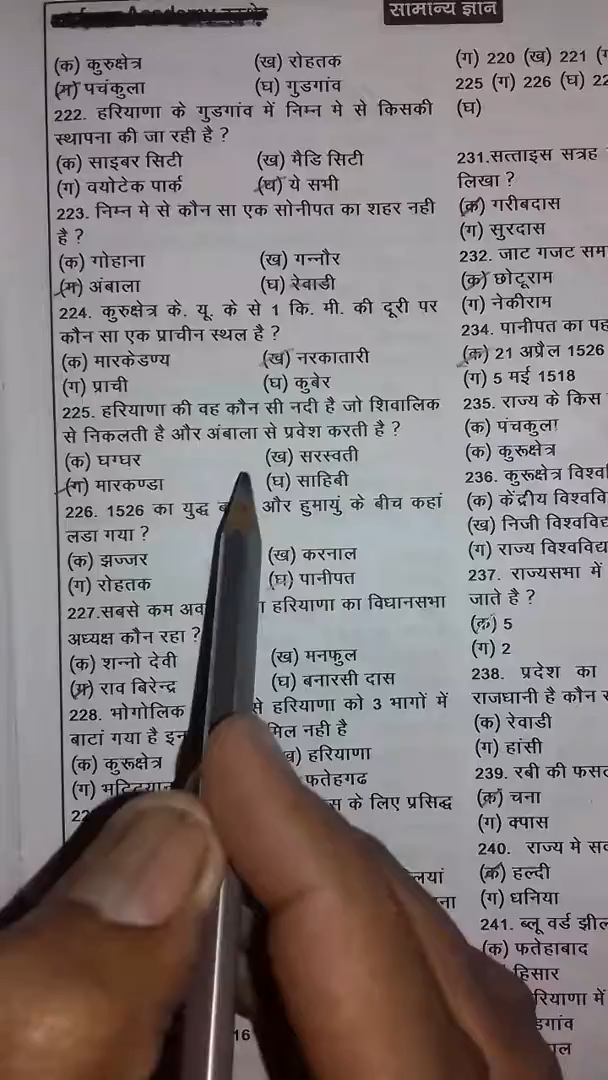 सामान्य ज्ञान
(क) कुरुक्षेत्र (ख) रोहतक
(ग) पचंकुला (घ) गुडगांव
222. हरियाणा के गुडगांव में निम्न मे से किसकी
स्थापना की जा रही है ?
(क) साइबर सिटी (ख) मैडि सिटी
(ग) वयोटेक पार्क (घ) ये सभी
223. निम्न मे से कौन सा एक सोनीपत का शहर नही
है ?
(क) गोहाना (ख) गन्नौर
(ग) अंबाला (घ) रेवाडी
224. कुरुक्षेत्र के. यू. के से 1 कि. मी. की दूरी पर
कौन सा एक प्राचीन स्थल है ?
(क) मारकेडण्य (ख) नरकातारी
(ग) प्राची (घ) कुबेर
225. हरियाणा की वह कौन सी नदी है जो शिवालिक
से निकलती है और अंबाला से प्रवेश करती है ?
(क) घग्घर (ख) सरस्वती
(ग) मारकण्डा (घ) साहिबी
226. 1526 का युद्ध और हुमायुं के बीच कहां
लडा गया ?
(क) झज्जर (ख) करनाल
(ग) रोहतक (घ) पानीपत
227.सबसे कम हरियाणा का विधानसभा
अध्यक्ष कौन रहा ?
(क) शन्नो देवी (ख) मनफुल
(ग) राव बिरेन्द्र (घ) बनारसी दास
228. भोगोलिक से हरियाणा को 3 भागों में
बाटां गया है नही है
(क) कुरूक्षेत्र हरियाणा
(ग) फतेहगढ
के लिए प्रसिद्ध
16
(ग) 220 (ख) 221
225 (ग) 226 (घ)
(घ)
231.सत्ताइस सत्रह
लिखा ?
(क) गरीबदास
(ग) सुरदास
232. जाट गजट
(क) छोटूराम
(ग) नेकीराम
234. पानीपत का
(क) 21 अप्रैल 1526
(ग) 5 मई 1518
235. राज्य के किस
(क) पंचकुला
(क) कुरूक्षेत्र
236. कुरूक्षेत्र
(क) केंद्रीय
(ख) निजी
(ग) राज्य
237. राज्यसभा में
जाते है ?
(क) 5
(ग) 2
238. प्रदेश का
राजधानी है कौन
(क) रेवाडी
(ग) हांसी
239. रबी की
(क) चना
(ग) क्पास
240. राज्य मे
(क) हल्दी
(ग) धनिया
241. ब्लू वर्ड
(क) फतेहाबाद
हिसार
में